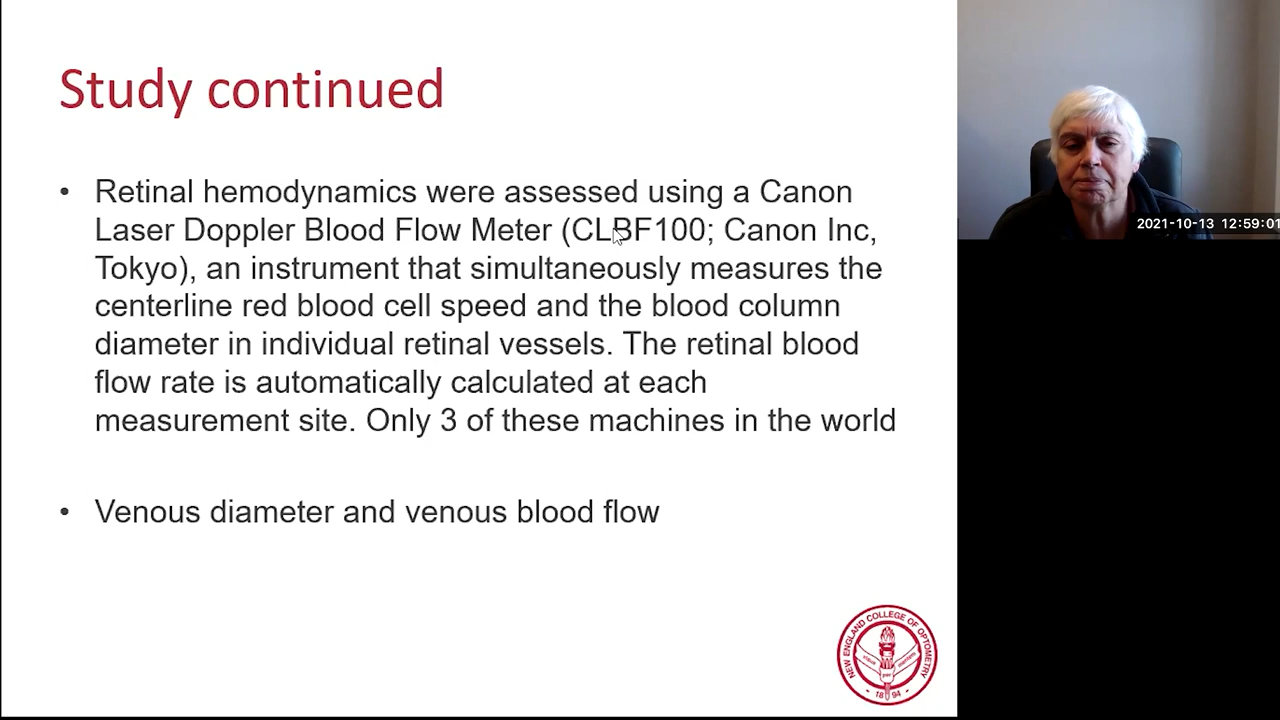 Study continued
• Retinal hemodynamics were assessed using a Canon
Laser Doppler Blood Flow Meter (CLBF100; Canon Inc,
Tokyo), an instrument that simultaneously measures the
centerline red blood cell speed and the blood column
diameter in individual retinal vessels. The retinal blood
flow rate is automatically calculated at each
measurement site. Only 3 of these machines in the world
• Venous diameter and venous blood flow
2021-10-13 12:59:01
NEW ENGLAND COLLEGE OF OPTOMETRY
1894